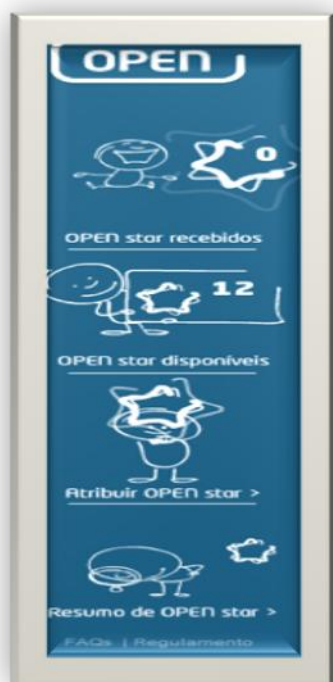 OPEN
0
OPEN star recebidos
12
OPEN star disponíveis
Atribuir OPEN star >
Resumo de OPEN star >
FAQs | Regulamento